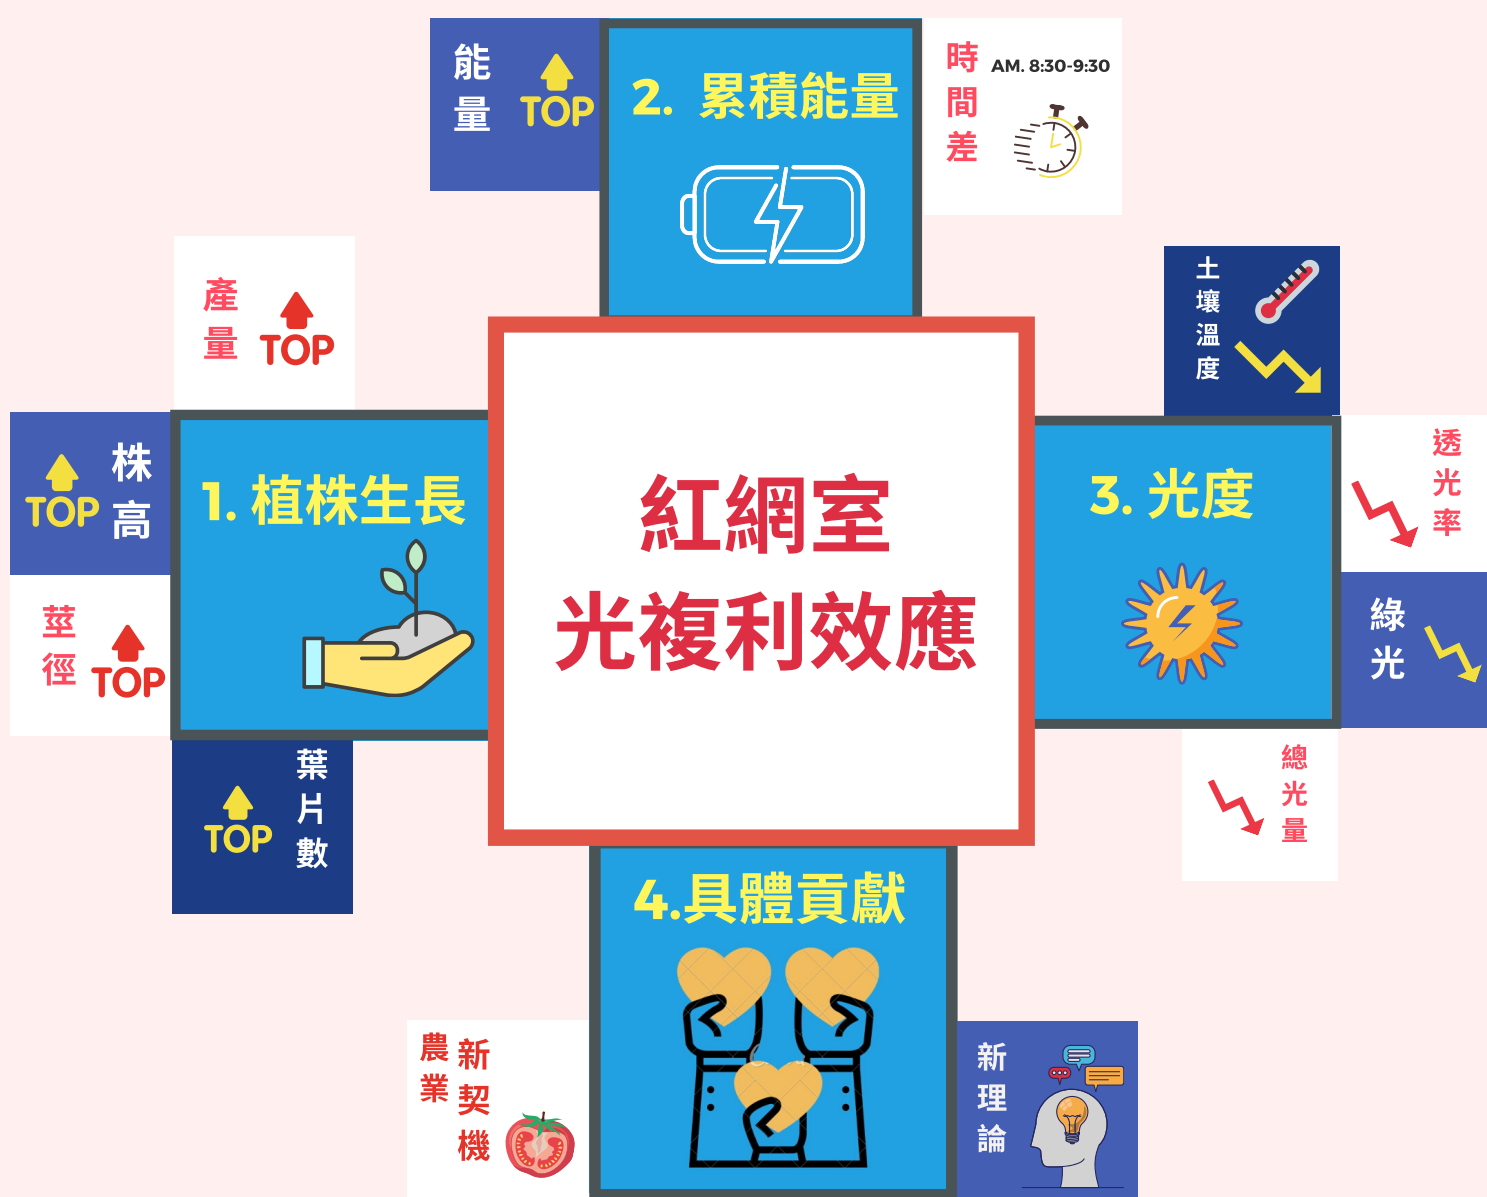 能量
TOP
2. 累積能量
時間差
AM. 8:30-9:30
產量
TOP
株高
TOP
1. 植株生長
莖徑
TOP
葉片數
TOP
紅網室
光複利效應
土壤溫度
3. 光度
透光率
綠光
總光量
4.具體貢獻
農業
新契機
新理論